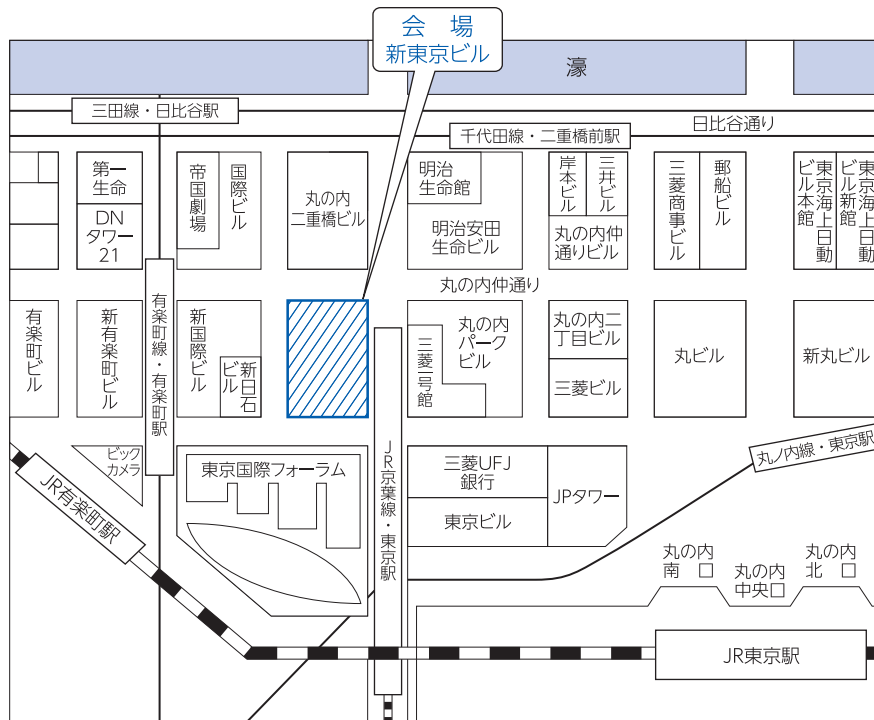 会場
新東京ビル
濠
三田線・日比谷駅
日比谷通り
千代田線・二重橋前駅
第一
生命
DN
タワー
21
帝国劇場
国際ビル
丸の内
二重橋ビル
明治
生命館
明治安田
生命ビル
岸本ビル
三井ビル
丸の内仲
通りビル
三菱商事ビル
郵船ビル
東京海上日動
ビル本館
東京海上日動
ビル新館
丸の内仲通り
有楽町ビル
新有楽町ビル
有楽町線・有楽町駅
新国際ビル
新日石
ビル
三菱一号館
丸の内
パーク
ビル
丸の内二
丁目ビル
三菱ビル
丸ビル
新丸ビル
ビック
カメラ
東京国際フォーラム
JR京葉線・東京駅
三菱UFJ
銀行
東京ビル
JPタワー
丸ノ内線・東京駅
JR有楽町駅
丸の内
南口
丸の内
中央口
丸の内
北口
JR東京駅